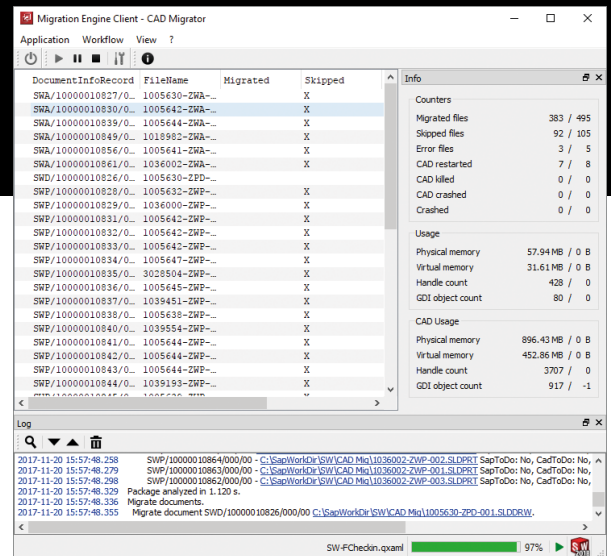 Migration Engine Client - CAD Migrator
Application Workflow View ?
DocumentInfoRecord FileName Migrated Skipped
SWA/10000010827/0... 1005630-ZWA-... X
SWA/10000010830/0... 1005642-ZWA-... X
SWA/10000010839/0... 1005644-ZWA-... X
SWA/10000010849/0... 1018982-ZWA-... X
SWA/10000010856/0... 1005641-ZWA-... X
SWA/10000010861/0... 1036002-ZWA-... X
SWD/10000010826/0... 1005630-ZPD-...
SWP/10000010828/0... 1005632-ZWP-... X
SWP/10000010829/0... 1036000-ZWP-... X
SWP/10000010831/0... 1005642-ZWP-... X
SWP/10000010832/0... 1005642-ZWP-... X
SWP/10000010833/0... 1005642-ZWP-... X
SWP/10000010834/0... 1005647-ZWP-... X
SWP/10000010835/0... 3028504-ZWP-... X
SWP/10000010836/0... 1005645-ZWP-... X
SWP/10000010837/0... 1039451-ZWP-... X
SWP/10000010838/0... 1005638-ZWP-... X
SWP/10000010840/0... 1039554-ZWP-... X
SWP/10000010841/0... 1005644-ZWP-... X
SWP/10000010842/0... 1005644-ZWP-... X
SWP/10000010843/0... 1005644-ZWP-... X
SWP/10000010844/0... 1039193-ZWP-... X
Info
Counters
Migrated files 383 / 495
Skipped files 92 / 105
Error files 3 / 5
CAD restarted 7 / 8
CAD killed 0 / 0
CAD crashed 0 / 0
Crashed 0 / 0
Usage
Physical memory 57.94 MB / 0 B
Virtual memory 31.61 MB / 0 B
Handle count 428 / 0
GDI object count 80 / 0
CAD Usage
Physical memory 896.43 MB / 0 B
Virtual memory 452.86 MB / 0 B
Handle count 3707 / 0
GDI object count 917 / -1
Log
2017-11-20 15:57:48.258 SWP/10000010864/000/00 - C:\SapWorkDir\SW\CAD Mig\1036002-ZWP-002.SLDPRT SapToDo: No, CadToDo: No,
2017-11-20 15:57:48.279 SWP/10000010863/000/00 - C:\SapWorkDir\SW\CAD Mig\1036002-ZWP-001.SLDPRT SapToDo: No, CadToDo: No,
2017-11-20 15:57:48.298 SWP/10000010862/000/00 - C:\SapWorkDir\SW\CAD Mig\1036002-ZWP-003.SLDPRT SapToDo: No, CadToDo: No,
2017-11-20 15:57:48.329 Package analyzed in 1.120 s.
2017-11-20 15:57:48.336 Migrate documents.
2017-11-20 15:57:48.355 Migrate document SWD/10000010826/000/00 C:\SapWorkDir\SW\CAD Mig\1005630-ZPD-001.SLDDRW.
SW-FCheckin.qxaml 97% SW